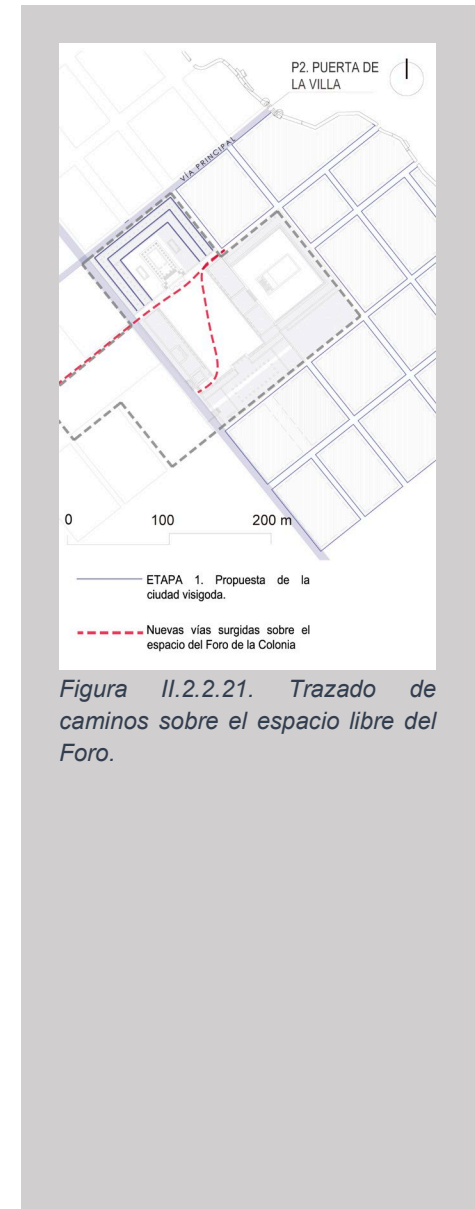 P2. PUERTA DE
LA VILLA
VÍA PRINCIPAL
0 100 200 m
ETAPA 1. Propuesta de la
ciudad visigoda.
Nuevas vías surgidas sobre el
espacio del Foro de la Colonia
Figura II.2.2.21. Trazado de
caminos sobre el espacio libre del
Foro.